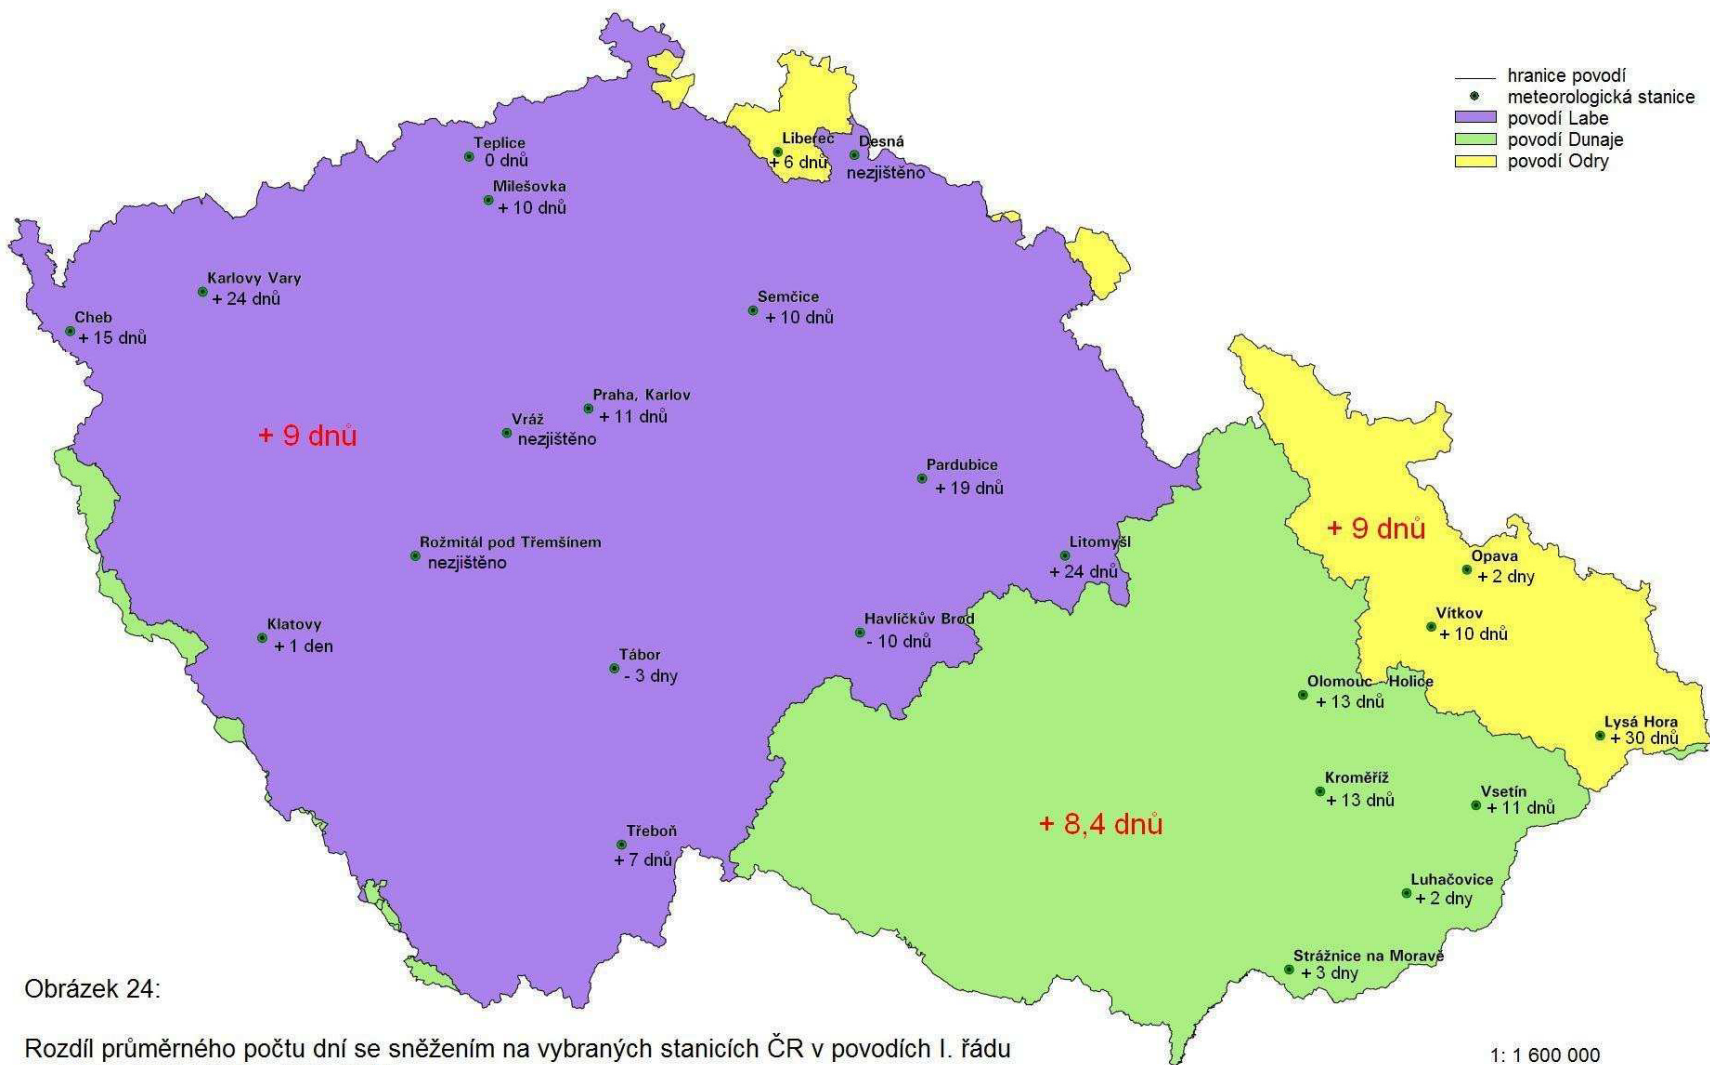 hranice povodí
meteorologická stanice
povodí Labe
povodí Dunaje
povodí Odry
Teplice
0 dnů
Milešovka
+ 10 dnů
Liberec
+ 6 dnů
Desná
nezjištěno
Karlovy Vary
+ 24 dnů
Cheb
+ 15 dnů
Semčice
+ 10 dnů
Praha, Karlov
+ 11 dnů
Vráž
nezjištěno
+ 9 dnů
Pardubice
+ 19 dnů
Rožmitál pod Třemšínem
nezjištěno
Litomyšl
+ 24 dnů
+ 9 dnů
Opava
+ 2 dny
Vítkov
+ 10 dnů
Klatovy
+ 1 den
Havlíčkův Brod
- 10 dnů
Tábor
- 3 dny
Olomouc - Holice
+ 13 dnů
Lysá Hora
+ 30 dnů
Kroměříž
+ 13 dnů
Vsetín
+ 11 dnů
+ 8,4 dnů
Třeboň
+ 7 dnů
Luhačovice
+ 2 dny
Strážnice na Moravě
+ 3 dny
Obrázek 24:
Rozdíl průměrného počtu dní se sněžením na vybraných stanicích ČR v povodích I. řádu
1: 1 600 000